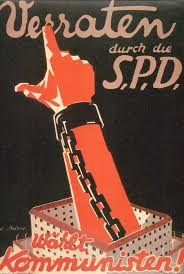 Verraten
durch die
S.P.D.
Wählt
Kommunisten!